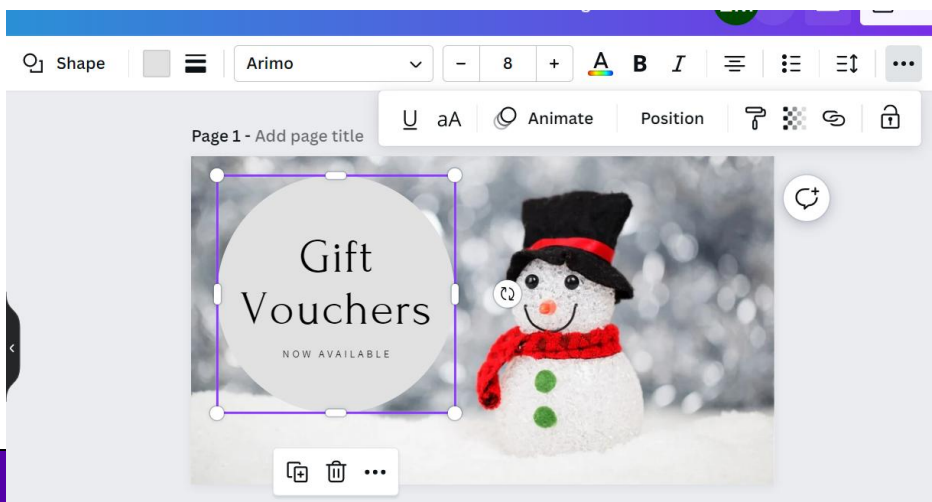 Shape
Arimo
- 8 +
A B I
U aA Animate Position
Page 1 - Add page title
Gift
Vouchers
NOW AVAILABLE